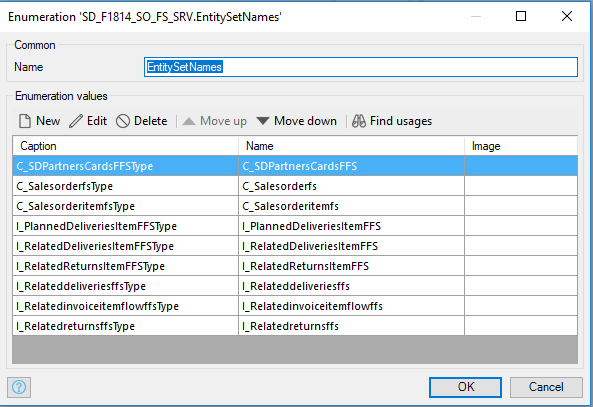 Enumeration 'SD_F1814_SO_FS_SRV.EntitySetNames'
Common
Name EntitySetNames
Enumeration values
New Edit Delete Move up Move down Find usages
Caption Name Image
C_SDPartnersCardsFFSType C_SDPartnersCardsFFS
C_SalesorderfsType C_Salesorderfs
C_SalesorderitemfsType C_Salesorderitemfs
I_PlannedDeliveriesItemFFSType I_PlannedDeliveriesItemFFS
I_RelatedDeliveriesItemFFSType I_RelatedDeliveriesItemFFS
I_RelatedReturnsItemFFSType I_RelatedReturnsItemFFS
I_RelateddeliveriesffsType I_Relateddeliveriesffs
I_RelatedinvoiceitemflowffsType I_Relatedinvoiceitemflowffs
I_RelatedreturnsffsType I_Relatedreturnsffs
? OK Cancel